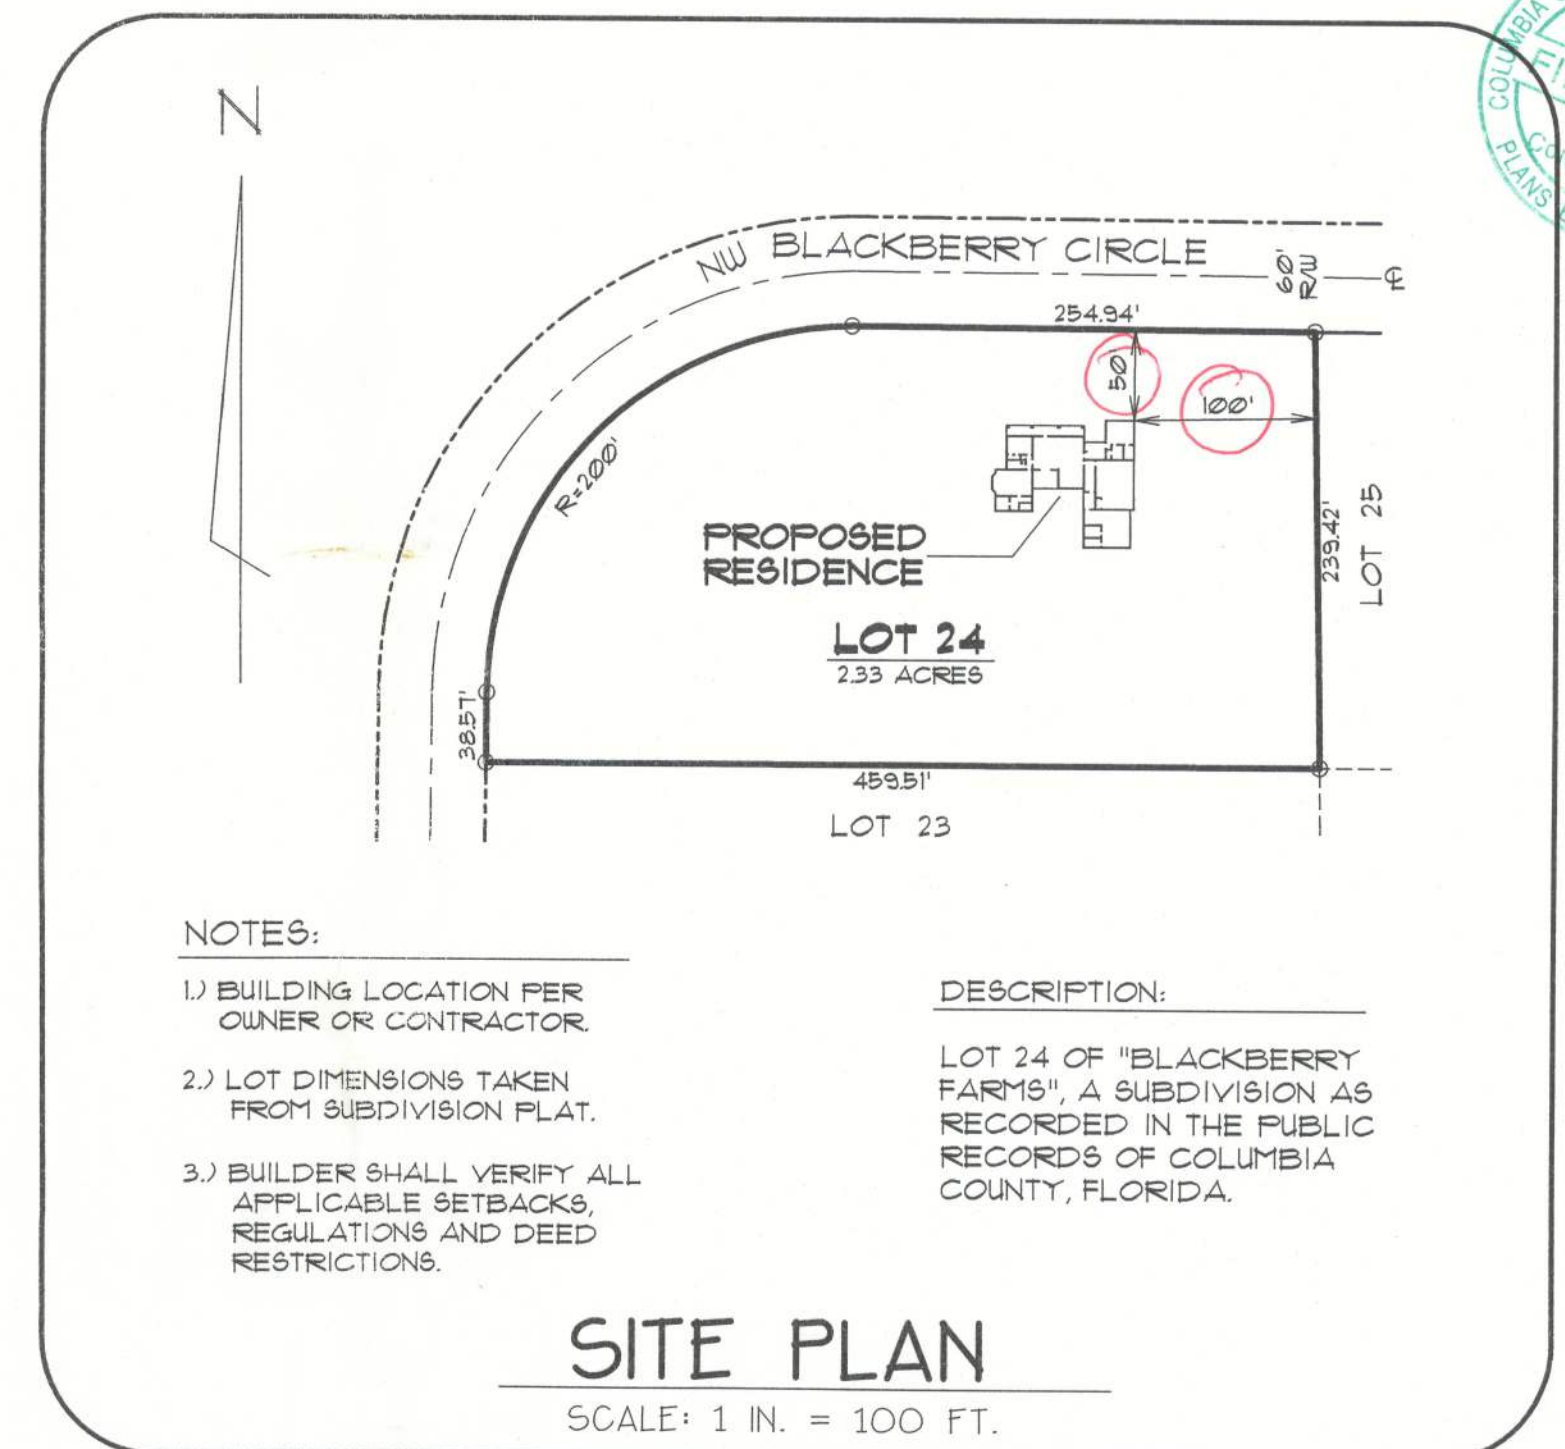 COLUMBIA
PLANS
N
NW BLACKBERRY CIRCLE
60'
R/W
℄
254.94'
50'
100'
R=200'
PROPOSED
RESIDENCE
239.42'
LOT 25
LOT 24
2.33 ACRES
38.57'
459.51'
LOT 23
NOTES:
1.) BUILDING LOCATION PER
OWNER OR CONTRACTOR.
2.) LOT DIMENSIONS TAKEN
FROM SUBDIVISION PLAT.
3.) BUILDER SHALL VERIFY ALL
APPLICABLE SETBACKS,
REGULATIONS AND DEED
RESTRICTIONS.
DESCRIPTION:
LOT 24 OF "BLACKBERRY
FARMS", A SUBDIVISION AS
RECORDED IN THE PUBLIC
RECORDS OF COLUMBIA
COUNTY, FLORIDA.
SITE PLAN
SCALE: 1 IN. = 100 FT.